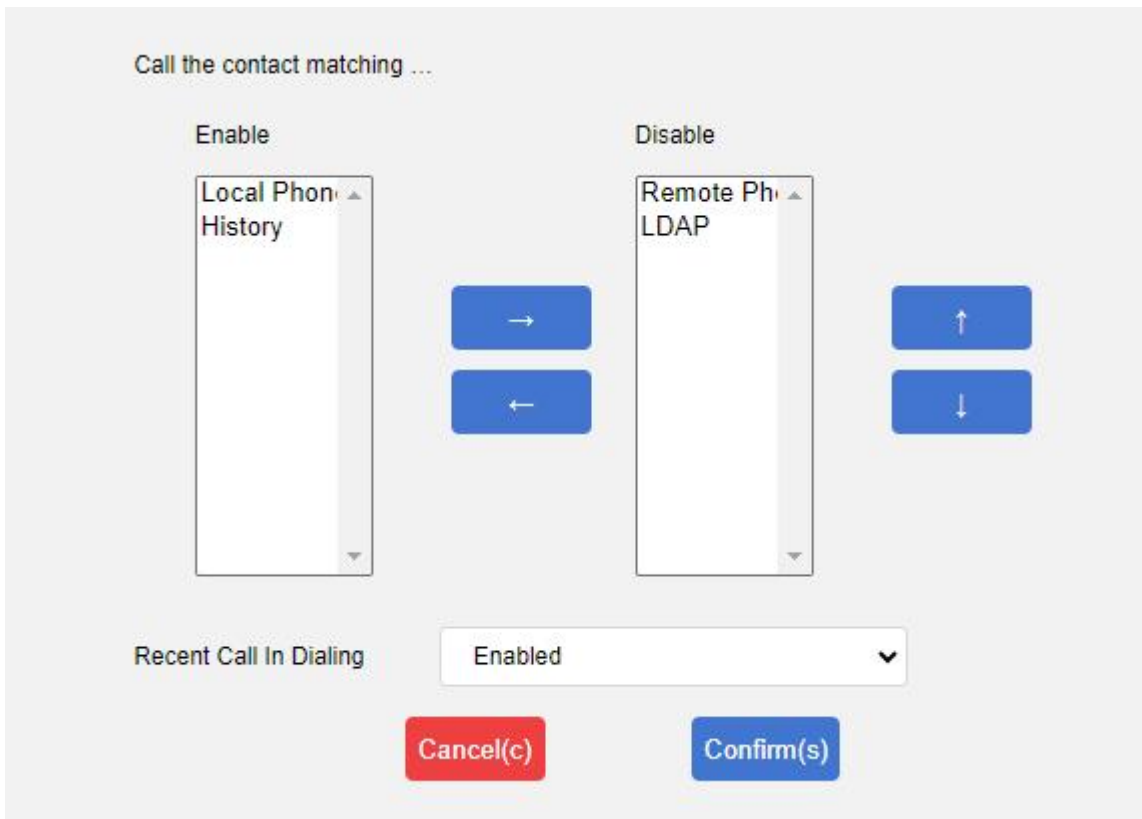 Call the contact matching ...
Enable
Disable
Local Phon
History
Remote Ph
LDAP
→
←
↑
↓
Recent Call In Dialing
Enabled
Cancel(c)
Confirm(s)